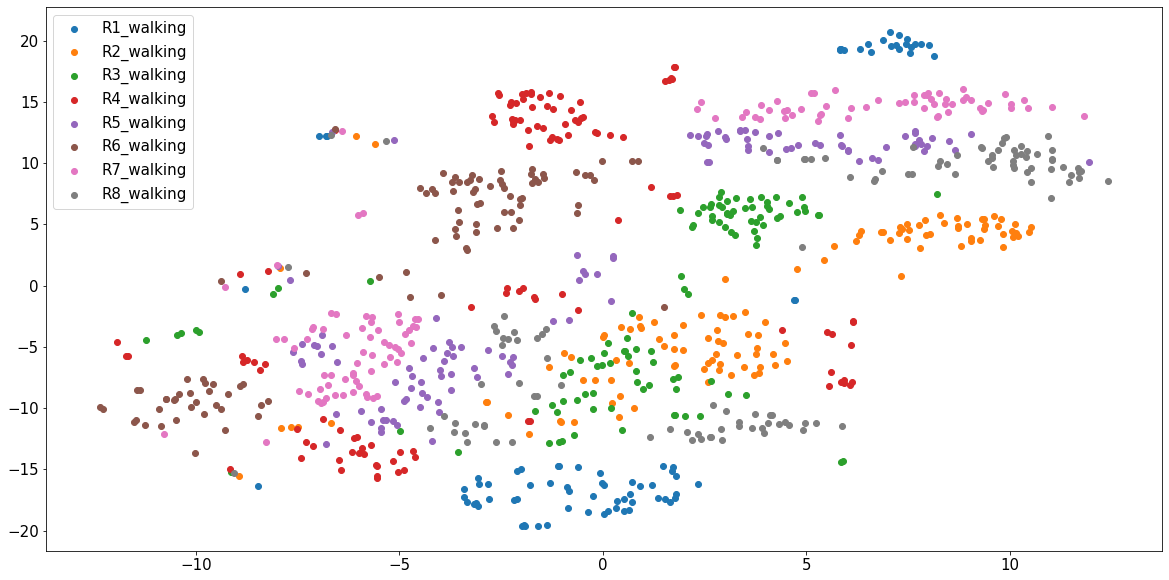 R1_walking
R2_walking
R3_walking
R4_walking
R5_walking
R6_walking
R7_walking
R8_walking
20
15
10
5
0
−5
−10
−15
−20
−10 −5 0 5 10